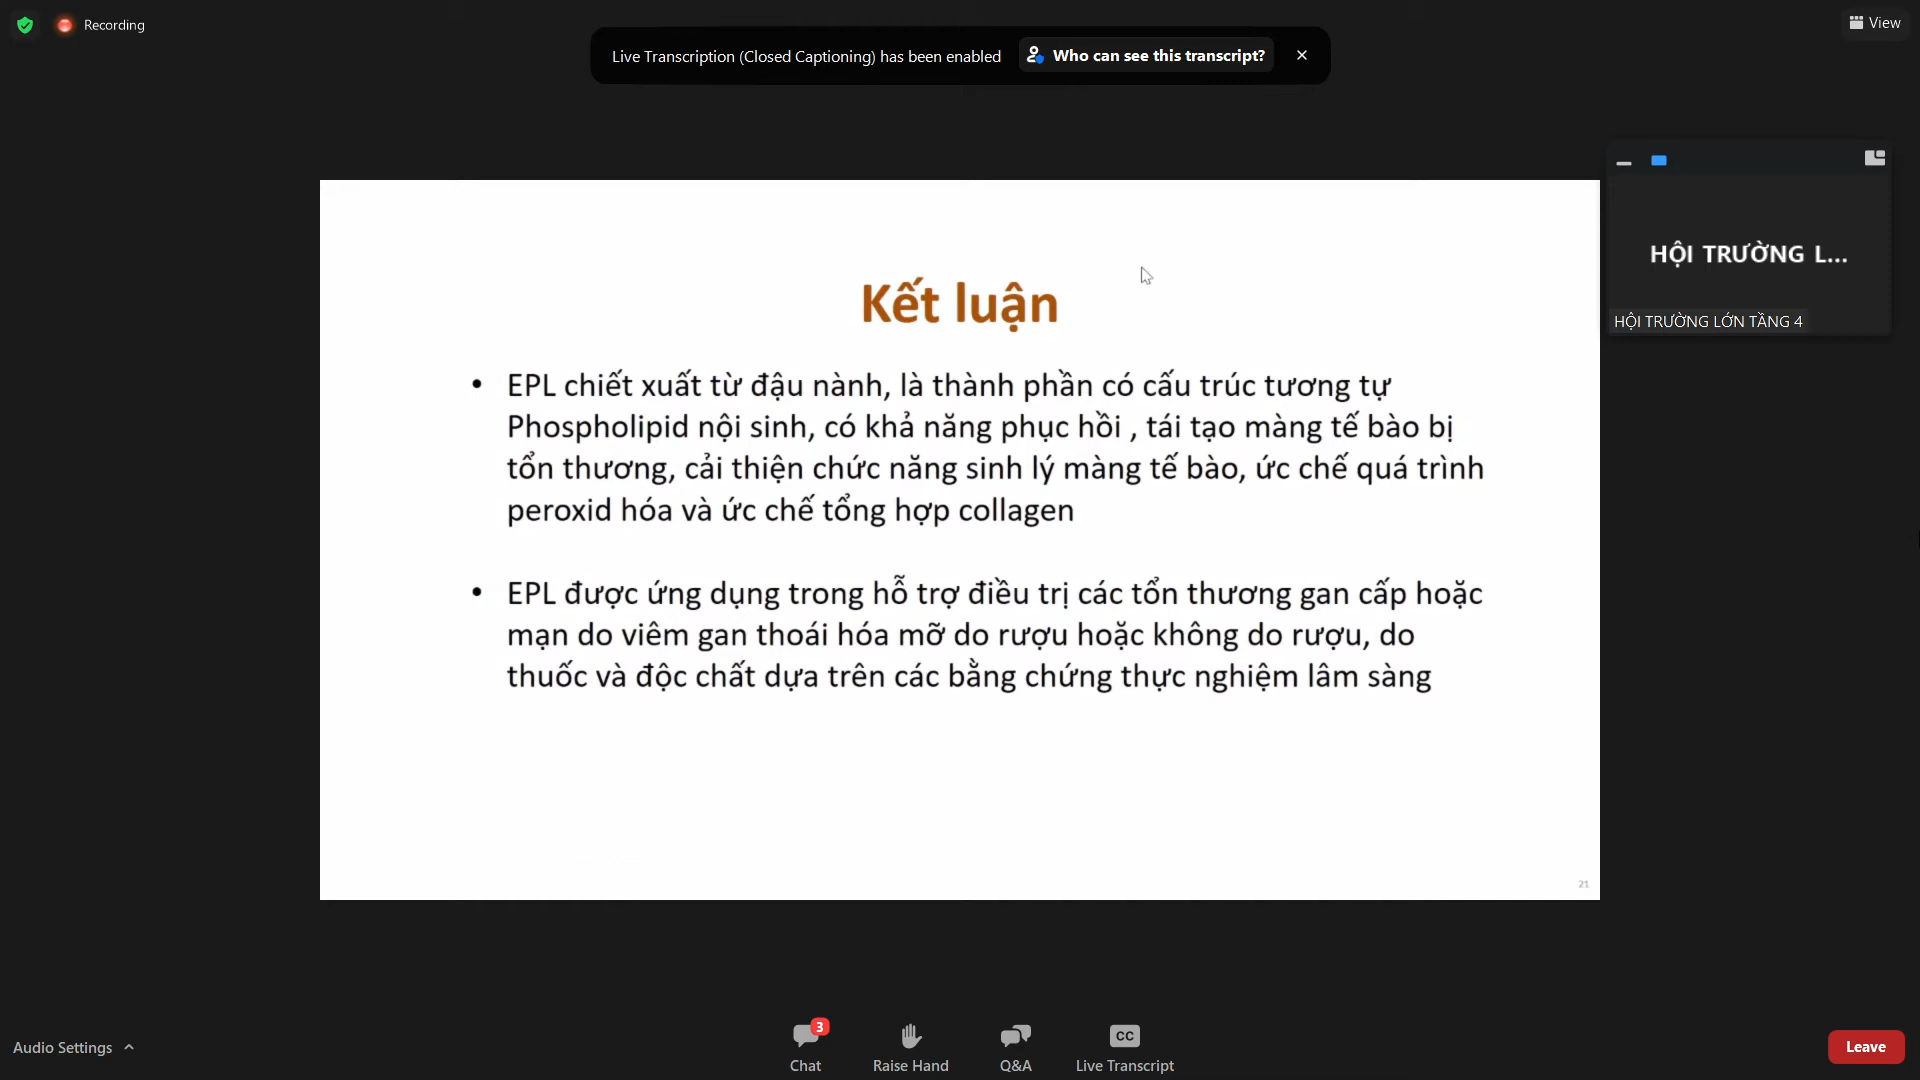 Recording
Live Transcription (Closed Captioning) has been enabled
Who can see this transcript?
View
HỘI TRƯỜNG L...
HỘI TRƯỜNG LỚN TẦNG 4
Kết luận
• EPL chiết xuất từ đậu nành, là thành phần có cấu trúc tương tự
Phospholipid nội sinh, có khả năng phục hồi , tái tạo màng tế bào bị
tổn thương, cải thiện chức năng sinh lý màng tế bào, ức chế quá trình
peroxid hóa và ức chế tổng hợp collagen
• EPL được ứng dụng trong hỗ trợ điều trị các tổn thương gan cấp hoặc
mạn do viêm gan thoái hóa mỡ do rượu hoặc không do rượu, do
thuốc và độc chất dựa trên các bằng chứng thực nghiệm lâm sàng
21
Audio Settings
3
Chat
Raise Hand
Q&A
CC
Live Transcript
Leave